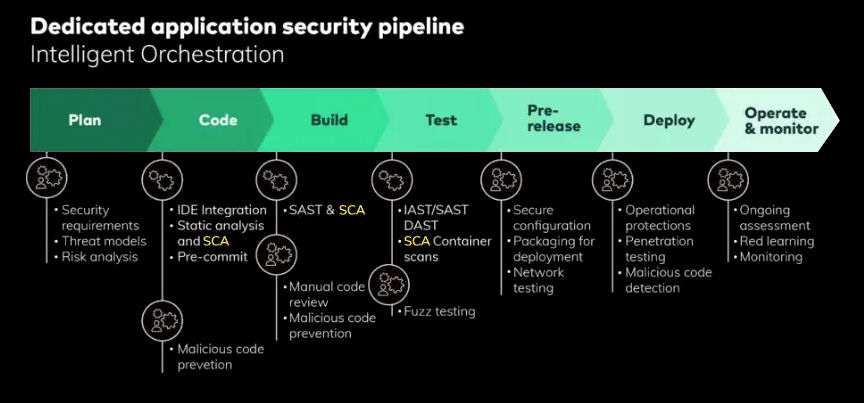 Dedicated application security pipeline
Intelligent Orchestration
Plan
Code
Build
Test
Pre-
release
Deploy
Operate
& monitor
• Security
requirements
• Threat models
• Risk analysis
• IDE Integration
• Static analysis
and SCA
• Pre-commit
• Malicious code
prevetion
• SAST & SCA
• Manual code
review
• Malicious code
prevention
• IAST/SAST
DAST
• SCA Container
scans
• Fuzz testing
• Secure
configuration
• Packaging for
deployment
• Network
testing
• Operational
protections
• Penetration
testing
• Malicious code
detection
• Ongoing
assessment
• Red learning
• Monitoring